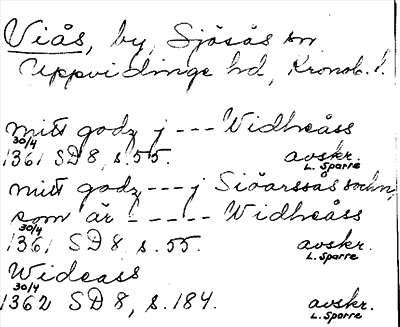 Viås, by, Sjösås sn
Uppvidinge hd, Kronob. l.
mitt godz j --- Widheåss
30/4
1361 SD 8, s. 55. avskr.
L. Sparre
mitt godz --- j Siöarssås sochn,
som är ----- Widheåss
30/4
1361 SD 8 s. 55. avskr.
L. Sparre
Wideass
30/4
1362 SD 8, s. 184. avskr.
L. Sparre